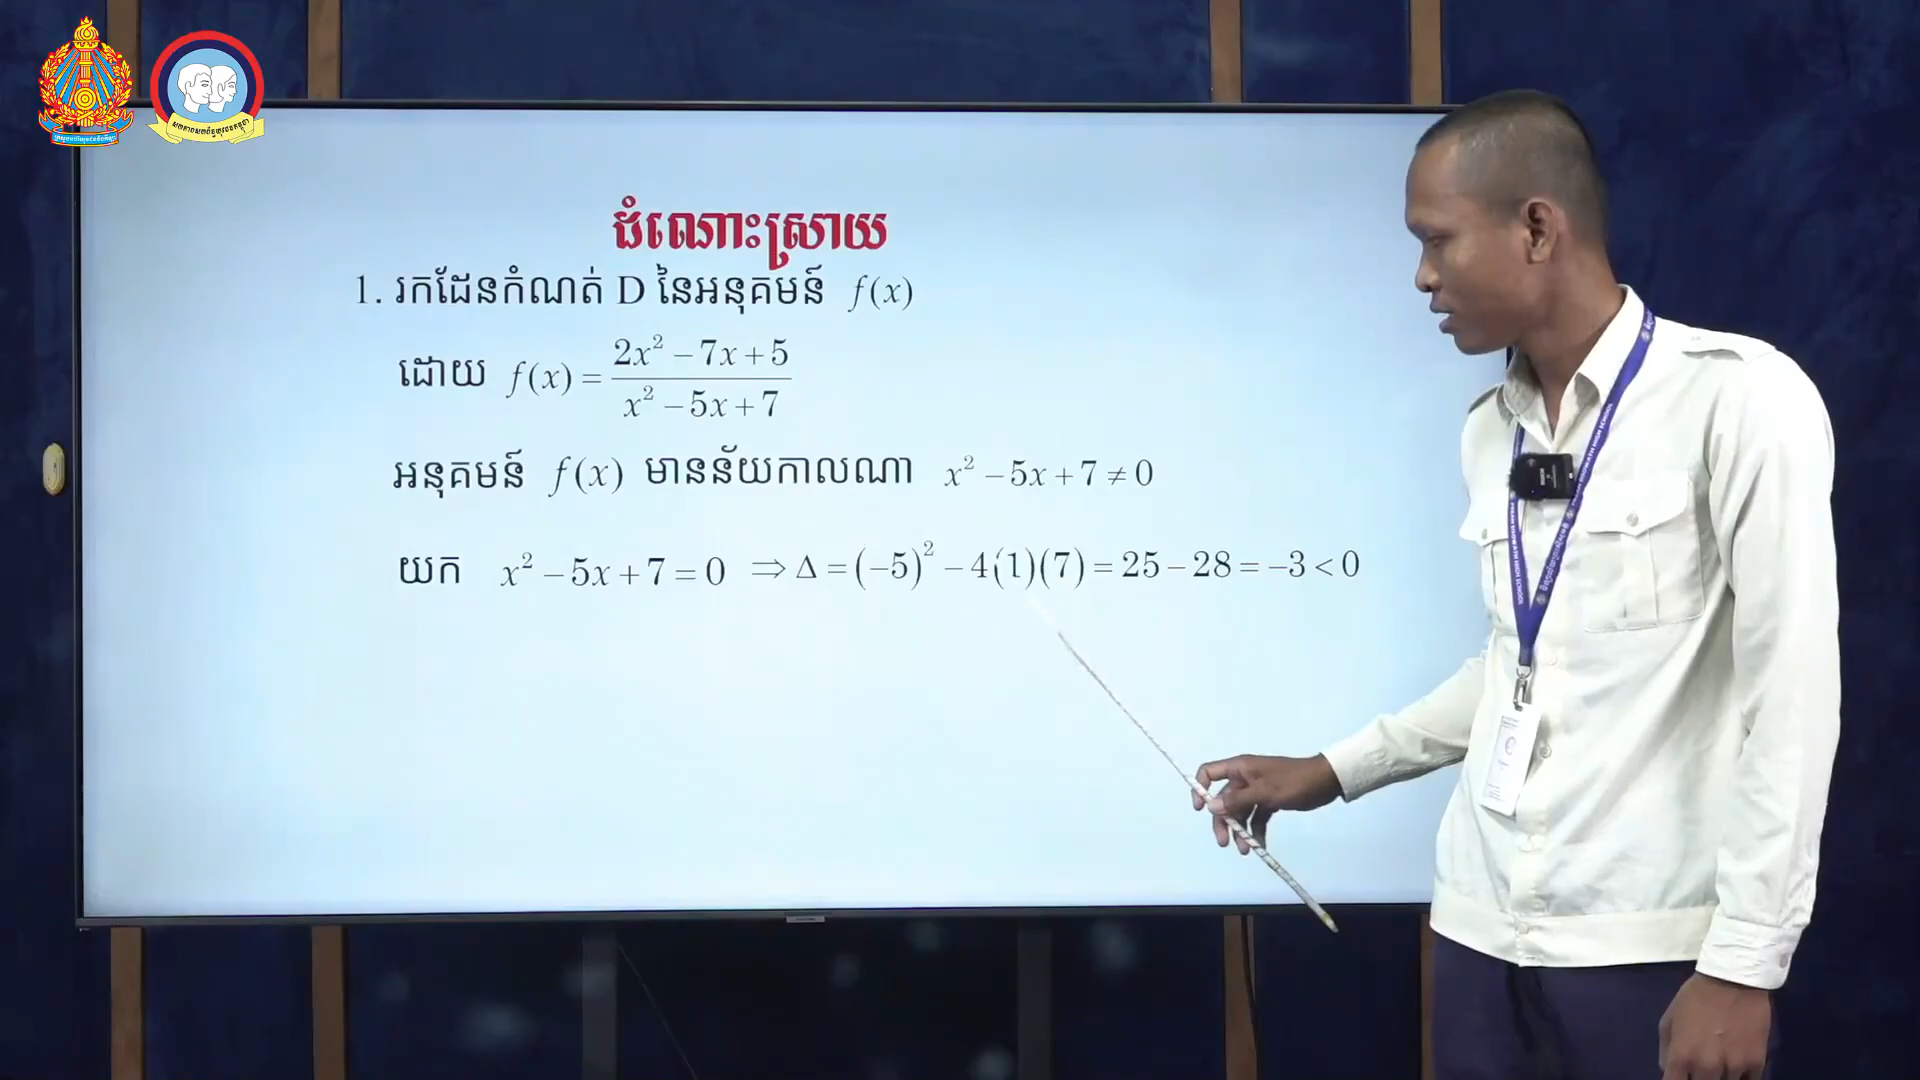 ដំណោះស្រាយ
1. រកដែនកំណត់ D នៃអនុគមន៍ f(x)
ដោយ f(x) = (2x² − 7x + 5) / (x² − 5x + 7)
អនុគមន៍ f(x) មានន័យកាលណា x² − 5x + 7 ≠ 0
យក x² − 5x + 7 = 0 ⇒ Δ = (−5)² − 4(1)(7) = 25 − 28 = −3 < 0